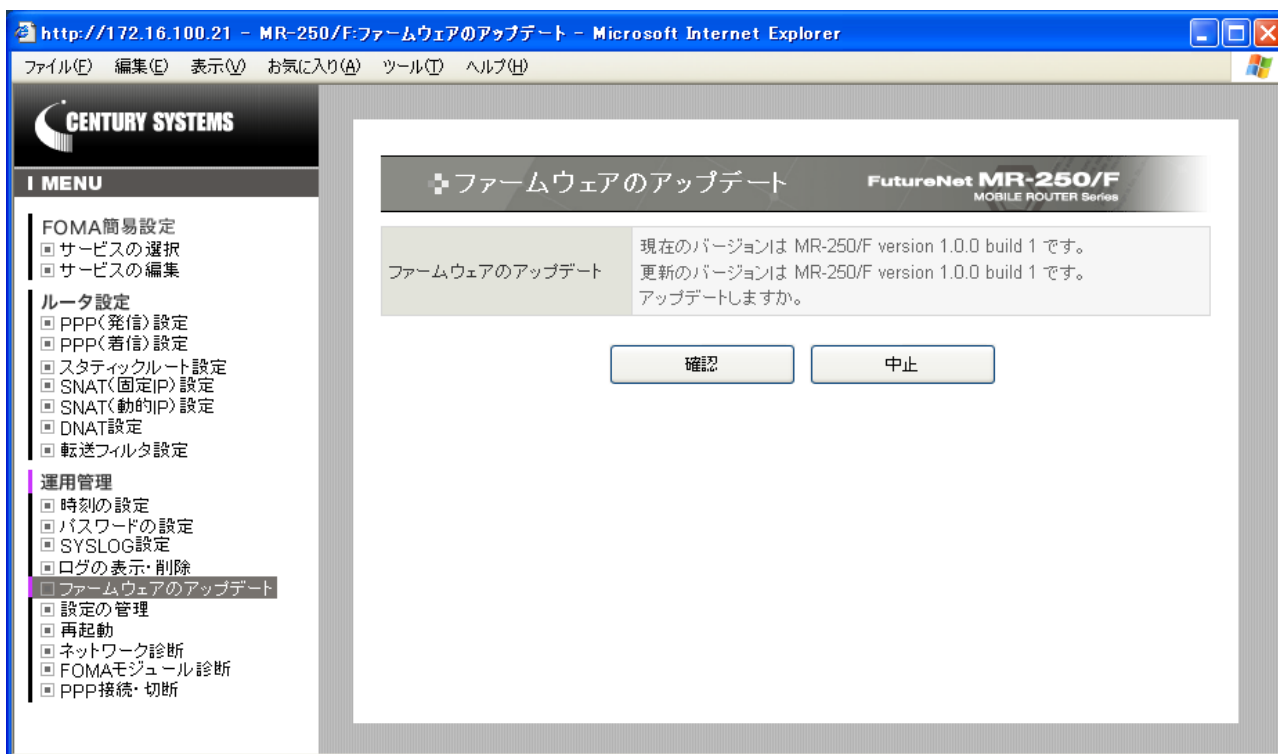 http://172.16.100.21 - MR-250/F:ファームウェアのアップデート - Microsoft Internet Explorer
ファイル(F) 編集(E) 表示(V) お気に入り(A) ツール(T) ヘルプ(H)
CENTURY SYSTEMS
MENU
FOMA簡易設定
サービスの選択
サービスの編集
ルータ設定
PPP(発信)設定
PPP(着信)設定
スタティックルート設定
SNAT(固定IP)設定
SNAT(動的IP)設定
DNAT設定
転送フィルタ設定
運用管理
時刻の設定
パスワードの設定
SYSLOG設定
ログの表示・削除
ファームウェアのアップデート
設定の管理
再起動
ネットワーク診断
FOMAモジュール診断
PPP接続・切断
ファームウェアのアップデート
FutureNet MR-250/F
MOBILE ROUTER Series
ファームウェアのアップデート
現在のバージョンは MR-250/F version 1.0.0 build 1 です。
更新のバージョンは MR-250/F version 1.0.0 build 1 です。
アップデートしますか。
確認 中止